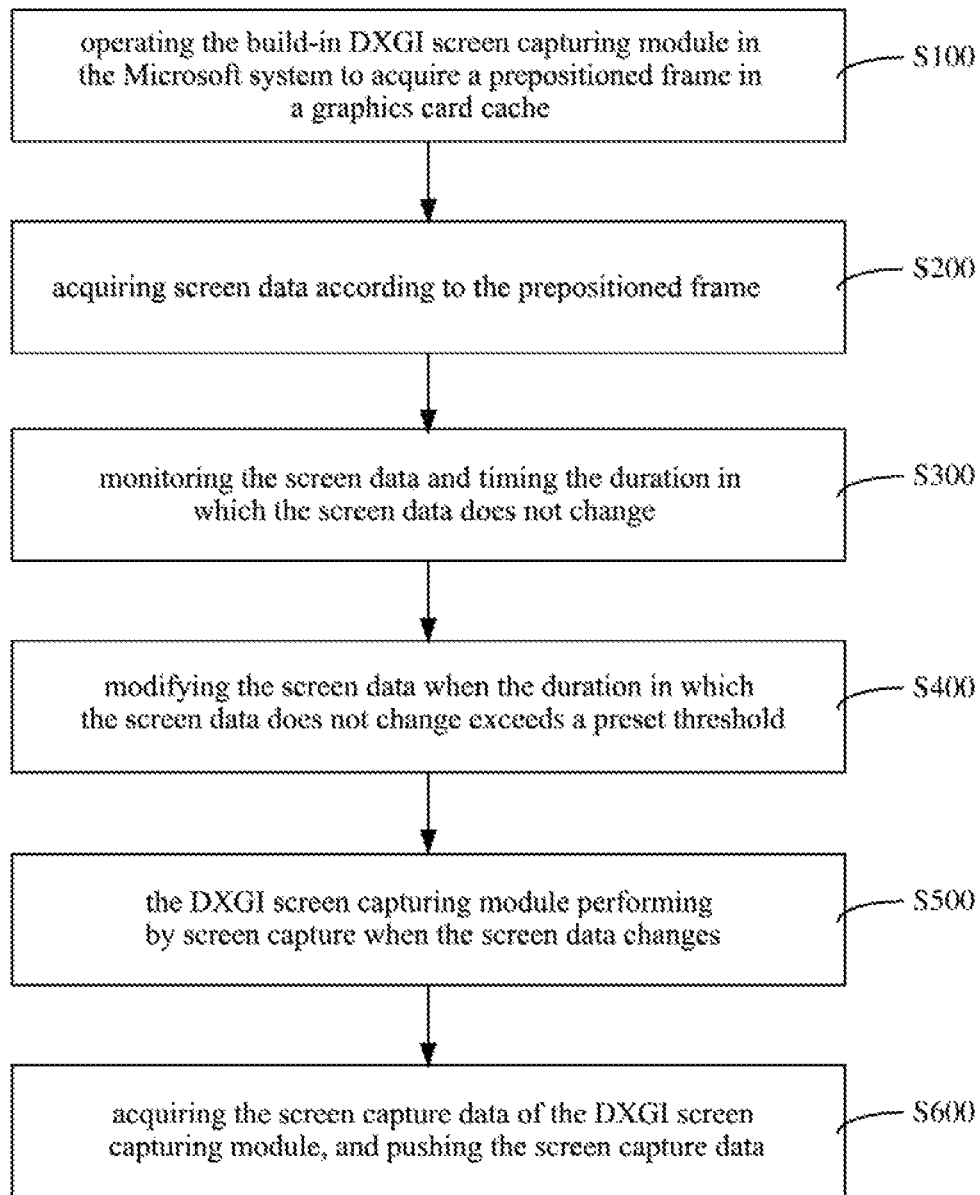 operating the build-in DXGI screen capturing module in
the Microsoft system to acquire a prepositioned frame in
a graphics card cache
S100
acquiring screen data according to the prepositioned frame
S200
monitoring the screen data and timing the duration in
which the screen data does not change
S300
modifying the screen data when the duration in which
the screen data does not change exceeds a preset threshold
S400
the DXGI screen capturing module performing
by screen capture when the screen data changes
S500
acquiring the screen capture data of the DXGI screen
capturing module, and pushing the screen capture data
S600